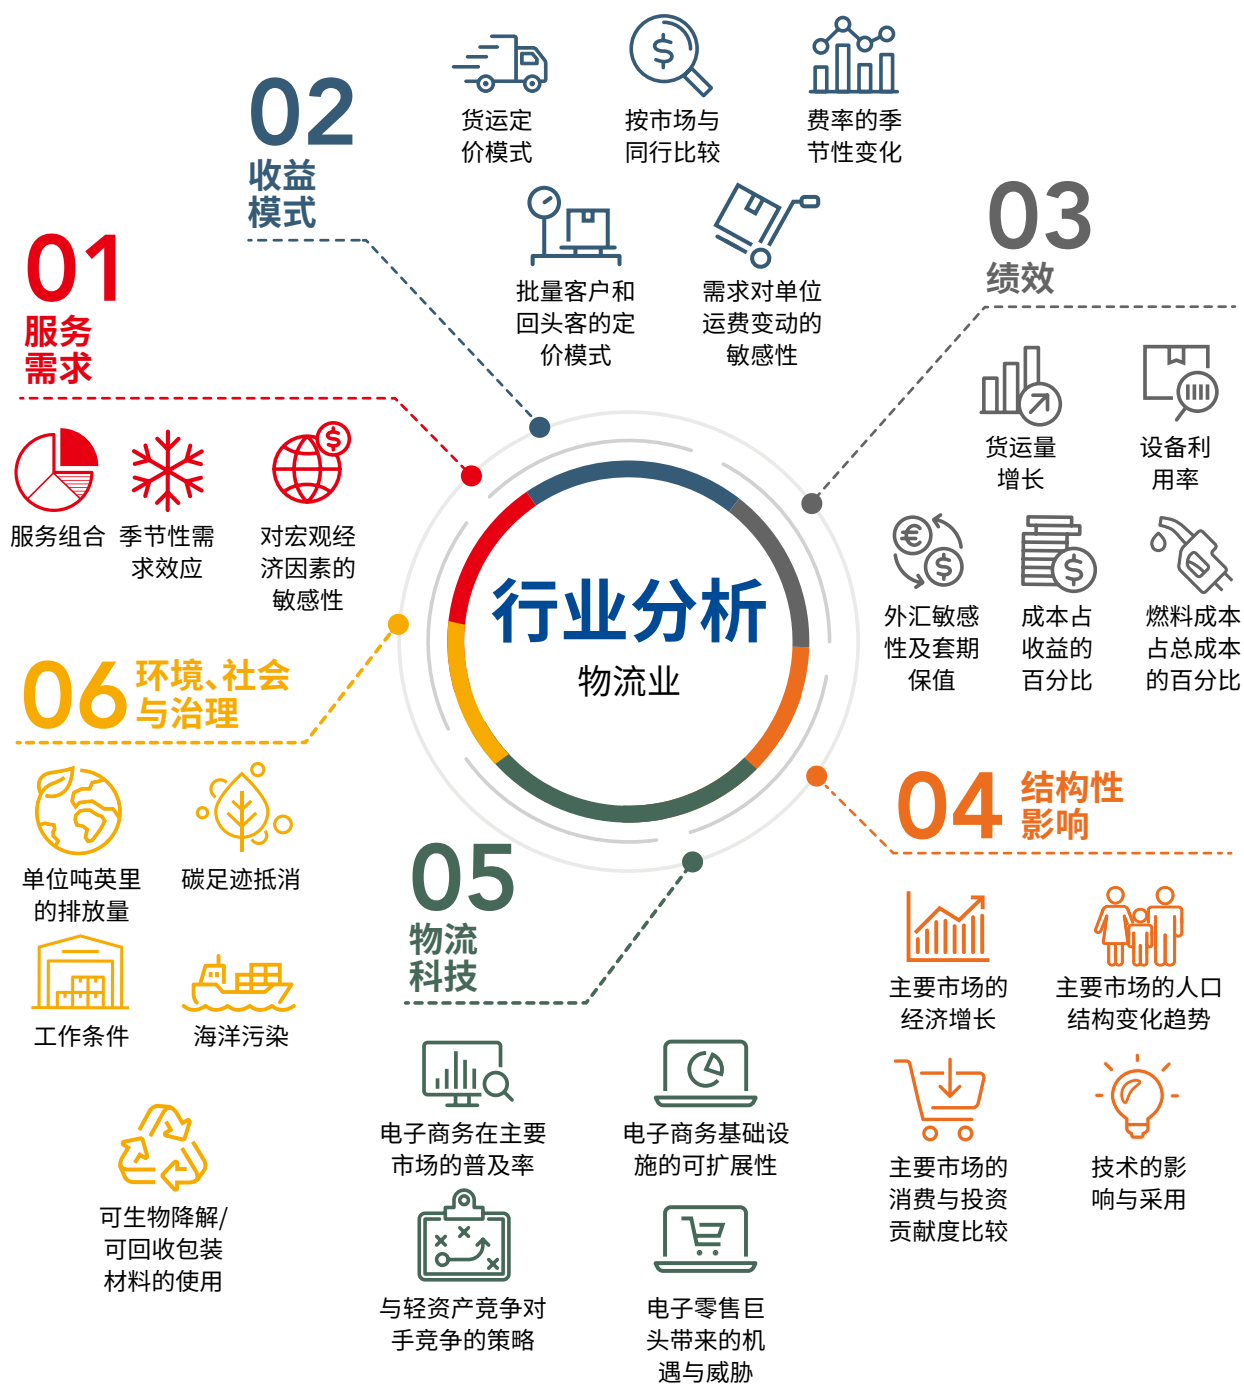 01
服务
需求
服务组合
季节性需
求效应
对宏观经
济因素的
敏感性
02
收益
模式
货运定
价模式
按市场与
同行比较
费率的季
节性变化
批量客户和
回头客的定
价模式
需求对单位
运费变动的
敏感性
03
绩效
货运量
增长
设备利
用率
外汇敏感
性及套期
保值
成本占
收益的
百分比
燃料成本
占总成本
的百分比
行业分析
物流业
04
结构性
影响
主要市场的
经济增长
主要市场的人口
结构变化趋势
主要市场的
消费与投资
贡献度比较
技术的影
响与采用
05
物流
科技
电子商务在主要
市场的普及率
电子商务基础设
施的可扩展性
与轻资产竞争对
手竞争的策略
电子零售巨
头带来的机
遇与威胁
06
环境、社会
与治理
单位吨英里
的排放量
碳足迹抵消
工作条件
海洋污染
可生物降解/
可回收包装
材料的使用